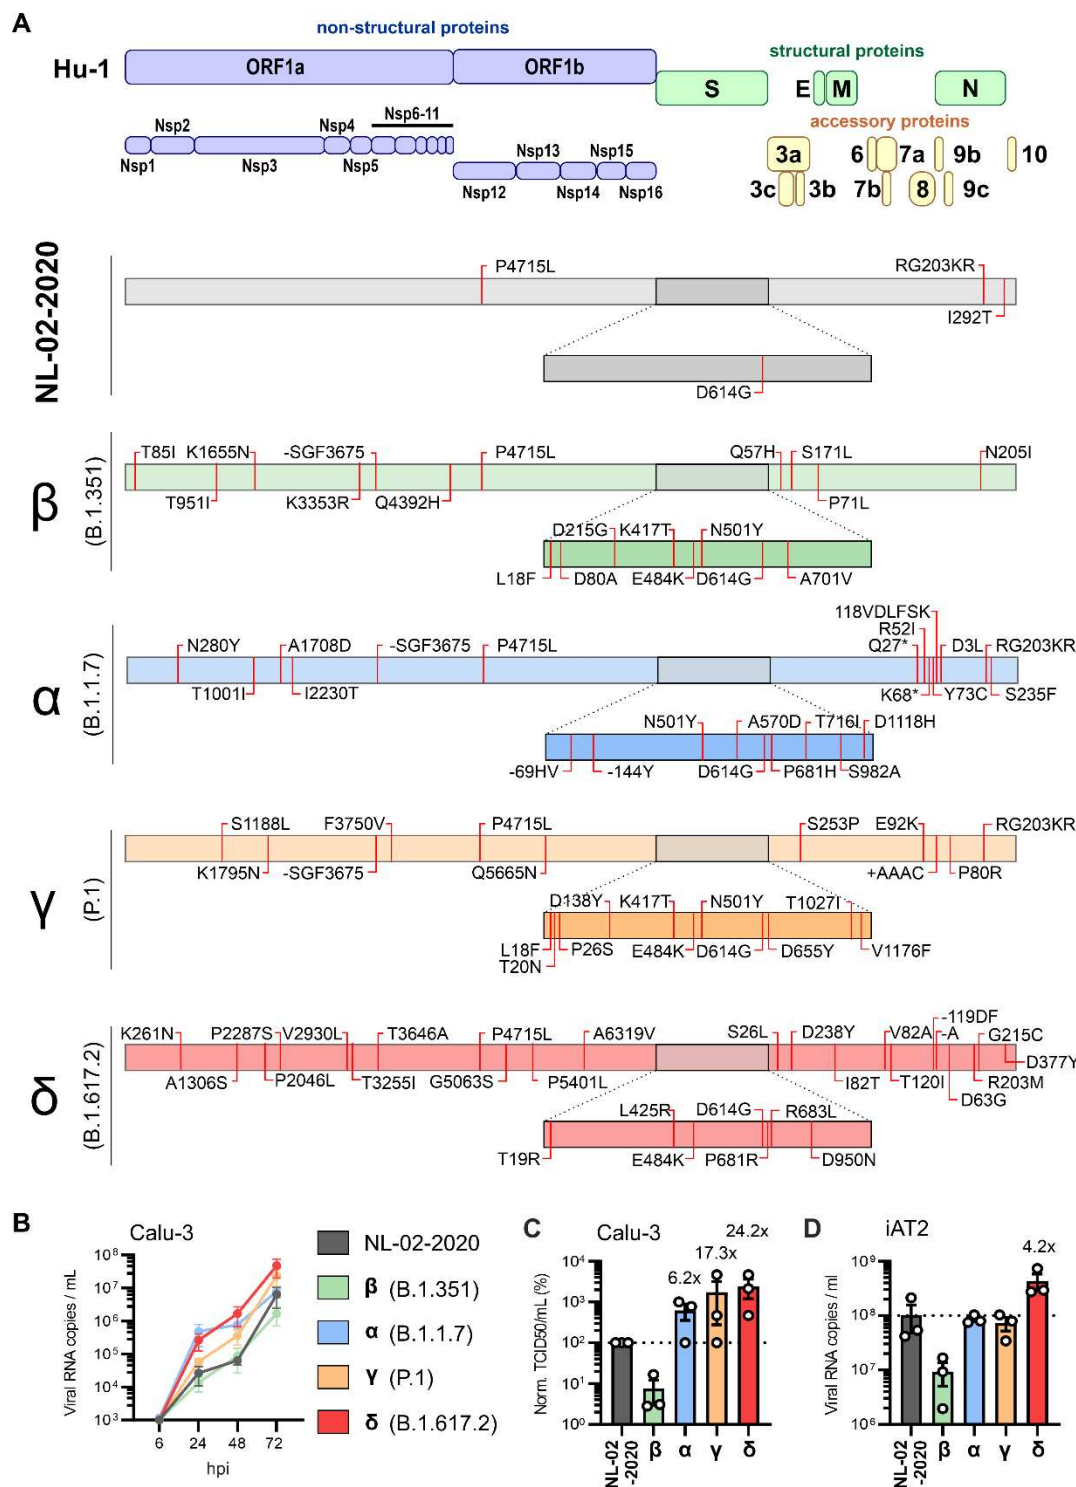 A
non-structural proteins
structural proteins
Hu-1
ORF1a
ORF1b
S
E
M
N
Nsp6-11
accessory proteins
Nsp2
Nsp4
Nsp13
Nsp15
3a
6
7a
9b
10
Nsp1
Nsp3
Nsp5
Nsp12
Nsp14
Nsp16
3c
3b
7b
8
9c
NL-02-2020
P4715L
RG203KR
I292T
D614G
β
(B.1.351)
T85I
K1655N
-SGF3675
P4715L
Q57H
S171L
N205I
T951I
K3353R
Q4392H
P71L
D215G
K417T
N501Y
L18F
D80A
E484K
D614G
A701V
α
(B.1.1.7)
118VDLFSK
R52I
N280Y
A1708D
-SGF3675
P4715L
Q27*
D3L
RG203KR
T1001I
I2230T
K68*
Y73C
S235F
N501Y
A570D
T716I
D1118H
-69HV
-144Y
D614G
P681H
S982A
γ
(P.1)
S1188L
F3750V
P4715L
S253P
E92K
RG203KR
K1795N
-SGF3675
Q5665N
+AAAC
P80R
D138Y
K417T
N501Y
T1027I
L18F
P26S
E484K
D614G
D655Y
V1176F
T20N
δ
(B.1.617.2)
-119DF
K261N
P2287S
V2930L
T3646A
P4715L
A6319V
S26L
D238Y
V82A
-A
G215C
D377Y
A1306S
P2046L
T3255I
G5063S
P5401L
I82T
T120I
R203M
D63G
L425R
D614G
R683L
T19R
E484K
P681R
D950N
B
Calu-3
Viral RNA copies / mL
10⁸
10⁷
10⁶
10⁵
10⁴
10³
6
24
48
72
hpi
NL-02-2020
β (B.1.351)
α (B.1.1.7)
γ (P.1)
δ (B.1.617.2)
C
Calu-3
24.2x
17.3x
6.2x
Norm. TCID50/mL (%)
10⁴
10³
10²
10¹
10⁰
NL-02
-2020
β
α
γ
δ
D
iAT2
4.2x
Viral RNA copies / mL
10⁹
10⁸
10⁷
10⁶
NL-02
-2020
β
α
γ
δ